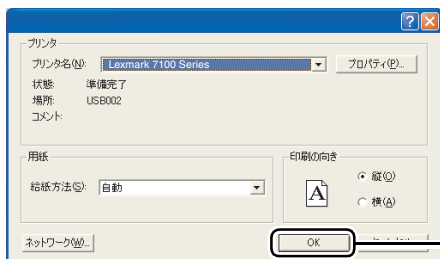 プリンタ
プリンタ名(N): Lexmark 7100 Series プロパティ(P)...
状態: 準備完了
場所: USB002
コメント:
用紙
給紙方法(S): 自動
印刷の向き
A
縦(O)
横(A)
ネットワーク(W)... OK